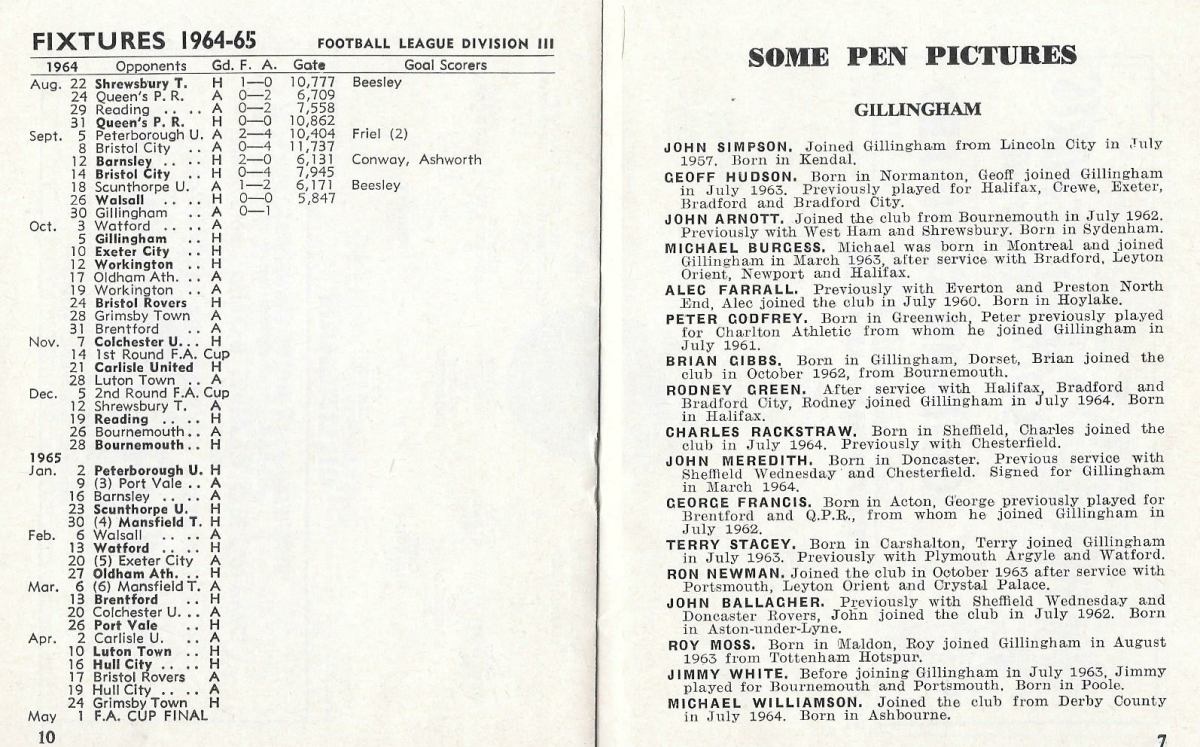 FIXTURES 1964-65 FOOTBALL LEAGUE DIVISION III
1964 Opponents Gd. F. A. Gate Goal Scorers
Aug. 22 Shrewsbury T. H 1—0 10,777 Beesley
24 Queen's P. R. A 0—2 6,709
29 Reading .. .. A 0—2 7,558
31 Queen's P. R. H 0—0 10,862
Sept. 5 Peterborough U. A 2—4 10,404 Friel (2)
8 Bristol City .. A 0—4 11,737
12 Barnsley .. .. H 2—0 6,131 Conway, Ashworth
14 Bristol City .. H 0—4 7,945
18 Scunthorpe U. A 1—2 6,171 Beesley
26 Walsall .. .. H 0—0 5,847
30 Gillingham .. A 0—1
Oct. 3 Watford .. .. A
5 Gillingham .. H
10 Exeter City .. H
12 Workington .. H
17 Oldham Ath. .. A
19 Workington .. A
24 Bristol Rovers H
28 Grimsby Town A
31 Brentford .. A
Nov. 7 Colchester U... H
14 1st Round F.A. Cup
21 Carlisle United H
28 Luton Town .. A
Dec. 5 2nd Round F.A. Cup
12 Shrewsbury T. A
19 Reading .. .. H
26 Bournemouth .. A
28 Bournemouth .. H
1965
Jan. 2 Peterborough U. H
9 (3) Port Vale .. A
16 Barnsley .. .. A
23 Scunthorpe U. H
30 (4) Mansfield T. H
Feb. 6 Walsall .. A
13 Watford .. .. H
20 (5) Exeter City A
27 Oldham Ath. .. H
Mar. 6 (6) Mansfield T. A
13 Brentford .. H
20 Colchester U. .. A
26 Port Vale .. H
Apr. 2 Carlisle U. .. A
10 Luton Town .. H
16 Hull City .. .. H
17 Bristol Rovers A
19 Hull City .. .. A
24 Grimsby Town H
May 1 F.A. CUP FINAL
10
SOME PEN PICTURES
GILLINGHAM
JOHN SIMPSON. Joined Gillingham from Lincoln City in July
1957. Born in Kendal.
GEOFF HUDSON. Born in Normanton, Geoff joined Gillingham
in July 1963. Previously played for Halifax, Crewe, Exeter,
Bradford and Bradford City.
JOHN ARNOTT. Joined the club from Bournemouth in July 1962.
Previously with West Ham and Shrewsbury. Born in Sydenham.
MICHAEL BURGESS. Michael was born in Montreal and joined
Gillingham in March 1963, after service with Bradford, Leyton
Orient, Newport and Halifax.
ALEC FARRALL. Previously with Everton and Preston North
End, Alec joined the club in July 1960. Born in Hoylake.
PETER GODFREY. Born in Greenwich, Peter previously played
for Charlton Athletic from whom he joined Gillingham in
July 1961.
BRIAN GIBBS. Born in Gillingham, Dorset, Brian joined the
club in October 1962, from Bournemouth.
RODNEY GREEN. After service with Halifax, Bradford and
Bradford City, Rodney joined Gillingham in July 1964. Born
in Halifax.
CHARLES RACKSTRAW. Born in Sheffield, Charles joined the
club in July 1964. Previously with Chesterfield.
JOHN MEREDITH. Born in Doncaster. Previous service with
Sheffield Wednesday and Chesterfield. Signed for Gillingham
in March 1964.
GEORGE FRANCIS. Born in Acton, George previously played for
Brentford and Q.P.R., from whom he joined Gillingham in
July 1962.
TERRY STACEY. Born in Carshalton, Terry joined Gillingham
in July 1963. Previously with Plymouth Argyle and Watford.
RON NEWMAN. Joined the club in October 1963 after service with
Portsmouth, Leyton Orient and Crystal Palace.
JOHN BALLAGHER. Previously with Sheffield Wednesday and
Doncaster Rovers, John joined the club in July 1962. Born
in Aston-under-Lyne.
ROY MOSS. Born in Maldon, Roy joined Gillingham in August
1963 from Tottenham Hotspur.
JIMMY WHITE. Before joining Gillingham in July 1963, Jimmy
played for Bournemouth and Portsmouth. Born in Poole.
MICHAEL WILLIAMSON. Joined the club from Derby County
in July 1964. Born in Ashbourne.
7